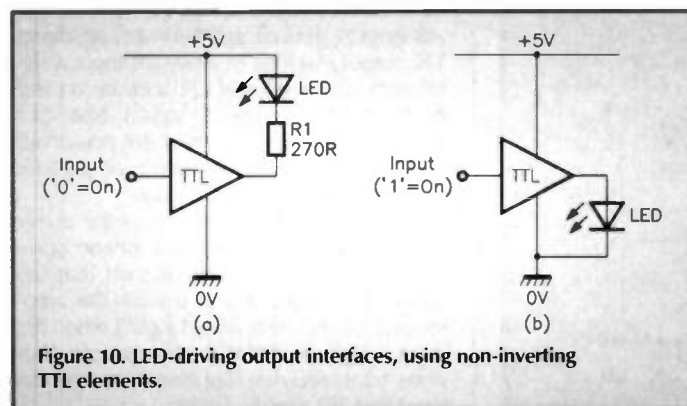 +5V
LED
R1
270R
Input
('0'=On)
TTL
0V
(a)
+5V
Input
('1'=On)
TTL
LED
0V
(b)
Figure 10. LED-driving output interfaces, using non-inverting
TTL elements.